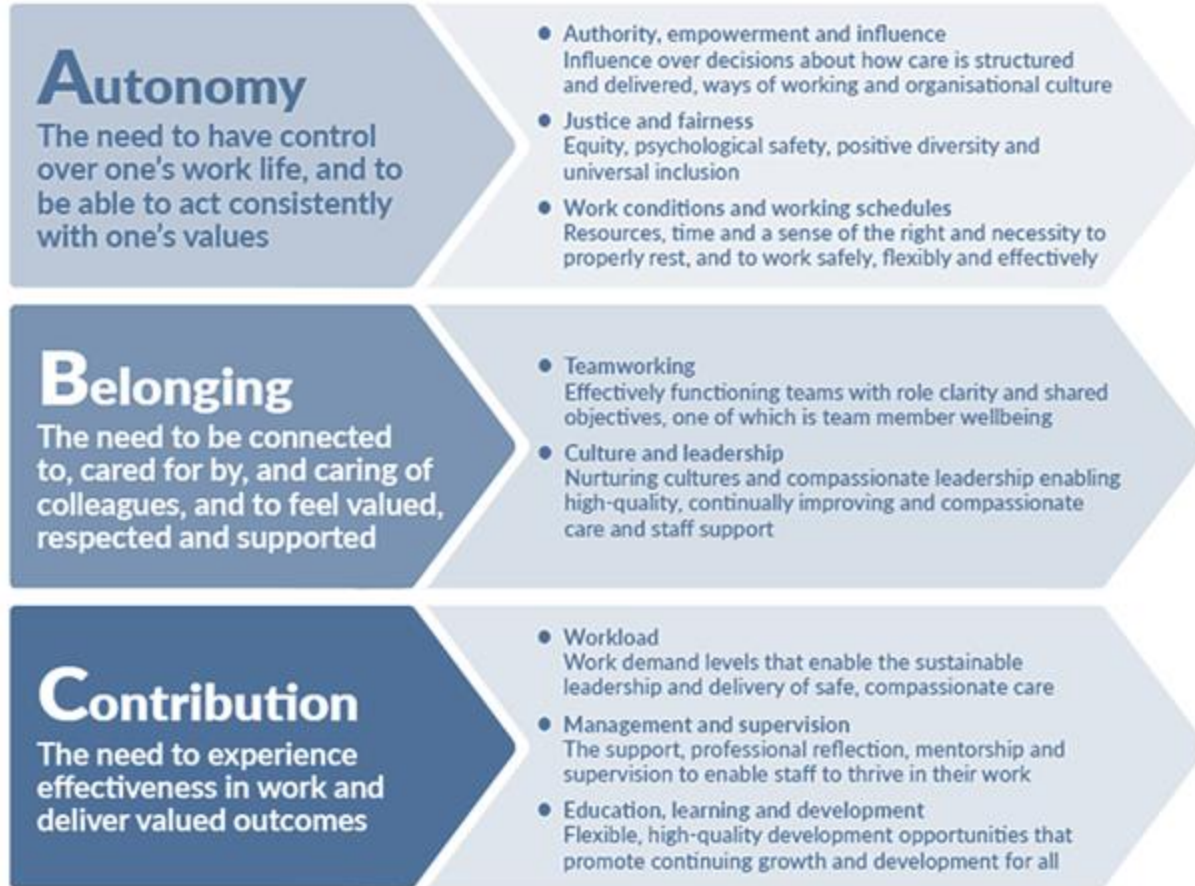 Autonomy
The need to have control
over one's work life, and to
be able to act consistently
with one's values
● Authority, empowerment and influence
Influence over decisions about how care is structured
and delivered, ways of working and organisational culture
● Justice and fairness
Equity, psychological safety, positive diversity and
universal inclusion
● Work conditions and working schedules
Resources, time and a sense of the right and necessity to
properly rest, and to work safely, flexibly and effectively
Belonging
The need to be connected
to, cared for by, and caring of
colleagues, and to feel valued,
respected and supported
● Teamworking
Effectively functioning teams with role clarity and shared
objectives, one of which is team member wellbeing
● Culture and leadership
Nurturing cultures and compassionate leadership enabling
high-quality, continually improving and compassionate
care and staff support
Contribution
The need to experience
effectiveness in work and
deliver valued outcomes
● Workload
Work demand levels that enable the sustainable
leadership and delivery of safe, compassionate care
● Management and supervision
The support, professional reflection, mentorship and
supervision to enable staff to thrive in their work
● Education, learning and development
Flexible, high-quality development opportunities that
promote continuing growth and development for all